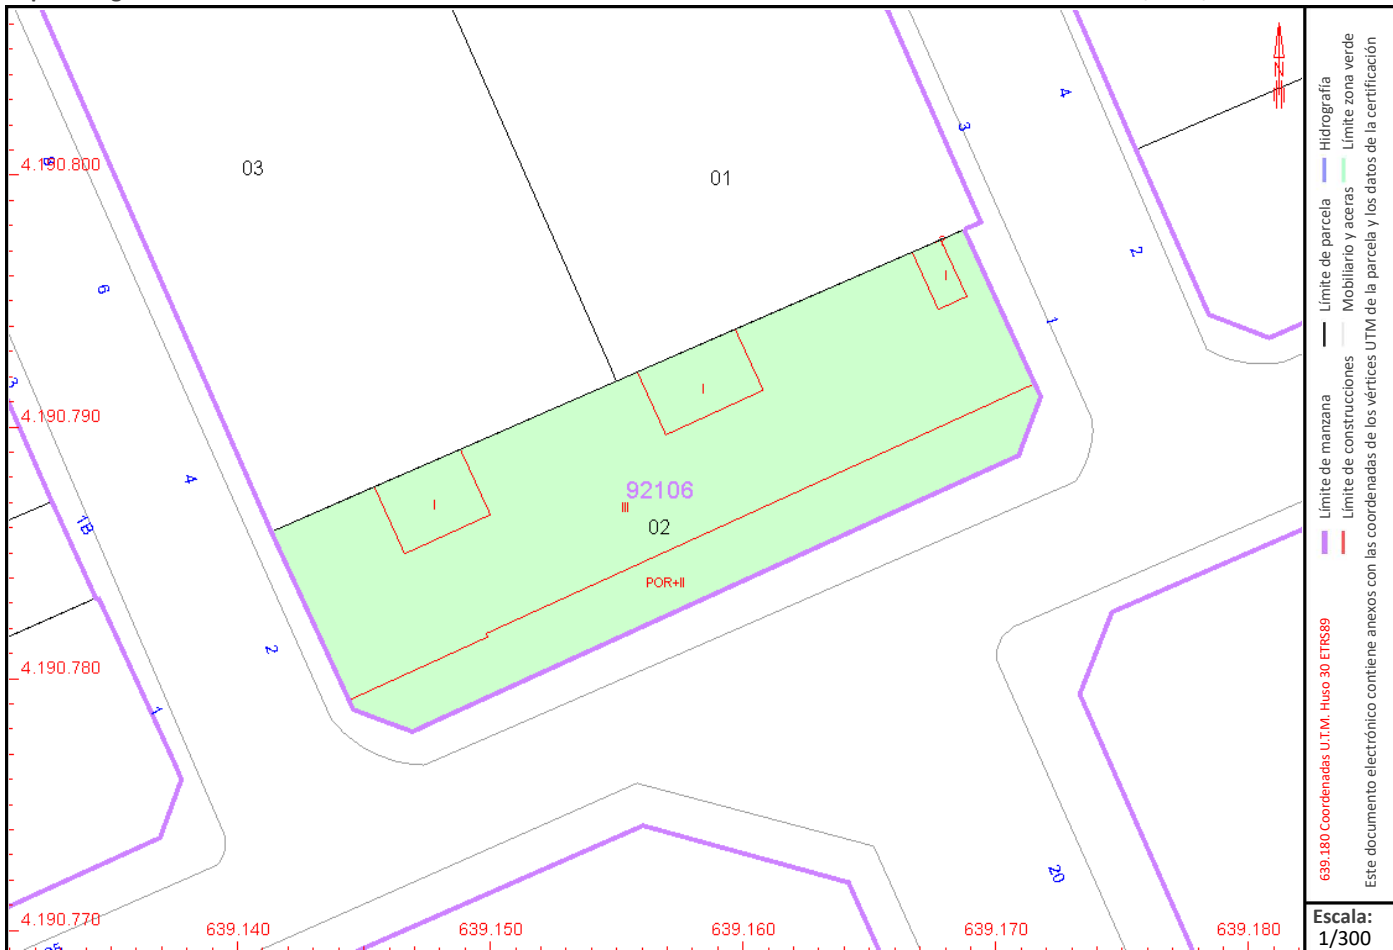 03
01
4.190.800
8
3
4
2
6
1
3
4.190.790
4
1B
92106
III
02
I
I
I
POR+II
2
4.190.780
1
20
4.190.770
25
639.140
639.150
639.160
639.170
639.180
N
Límite de manzana
Límite de parcela
Hidrografía
Límite de construcciones
Mobiliario y aceras
Límite zona verde
639.180 Coordenadas U.T.M. Huso 30 ETRS89
Este documento electrónico contiene anexos con las coordenadas de los vértices UTM de la parcela y los datos de la certificación
Escala:
1/300